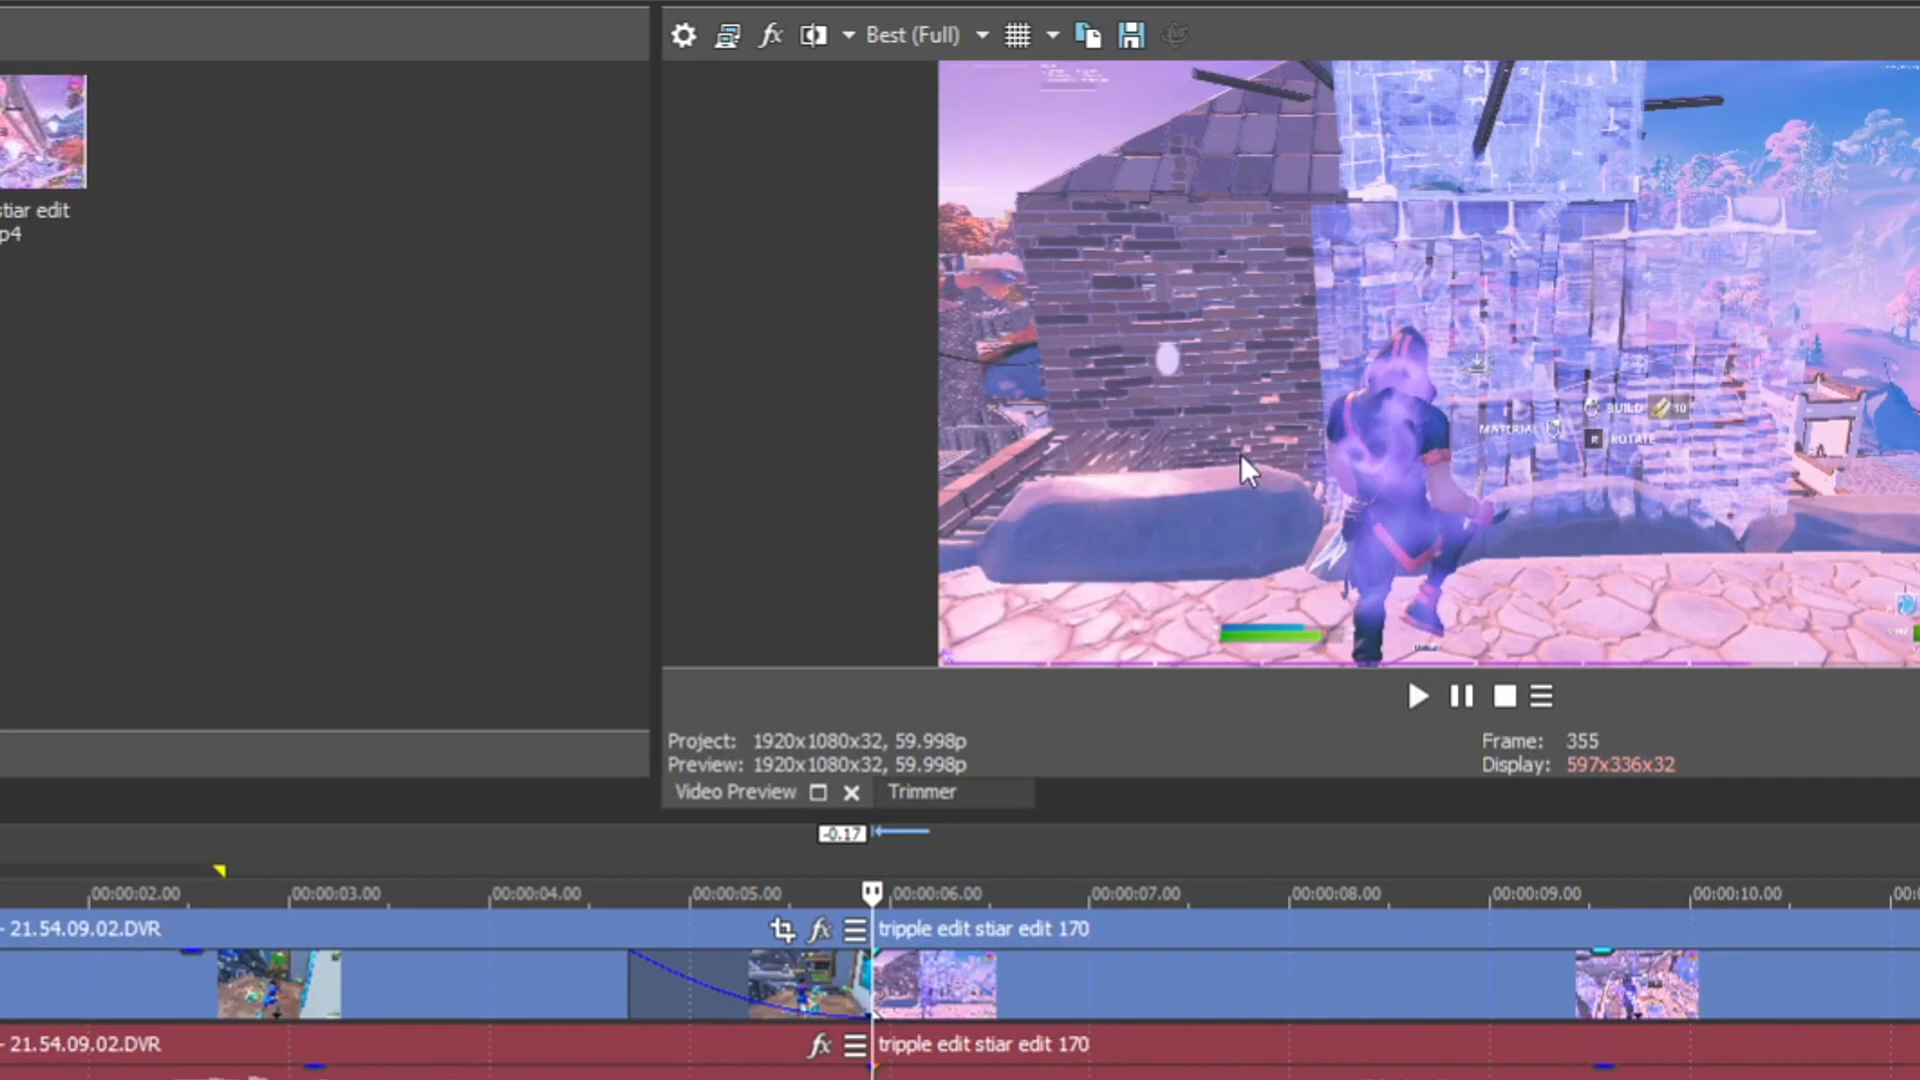 Best (Full)
stiar edit
p4
BUILD 10
MATERIAL
R ROTATE
Project: 1920x1080x32, 59.998p
Frame: 355
Preview: 1920x1080x32, 59.998p
Display: 597x336x32
Video Preview
Trimmer
-0.17
00:00:02.00 00:00:03.00 00:00:04.00 00:00:05.00 00:00:06.00 00:00:07.00 00:00:08.00 00:00:09.00 00:00:10.00
- 21.54.09.02.DVR
fx
tripple edit stiar edit 170
- 21.54.09.02.DVR
fx
tripple edit stiar edit 170